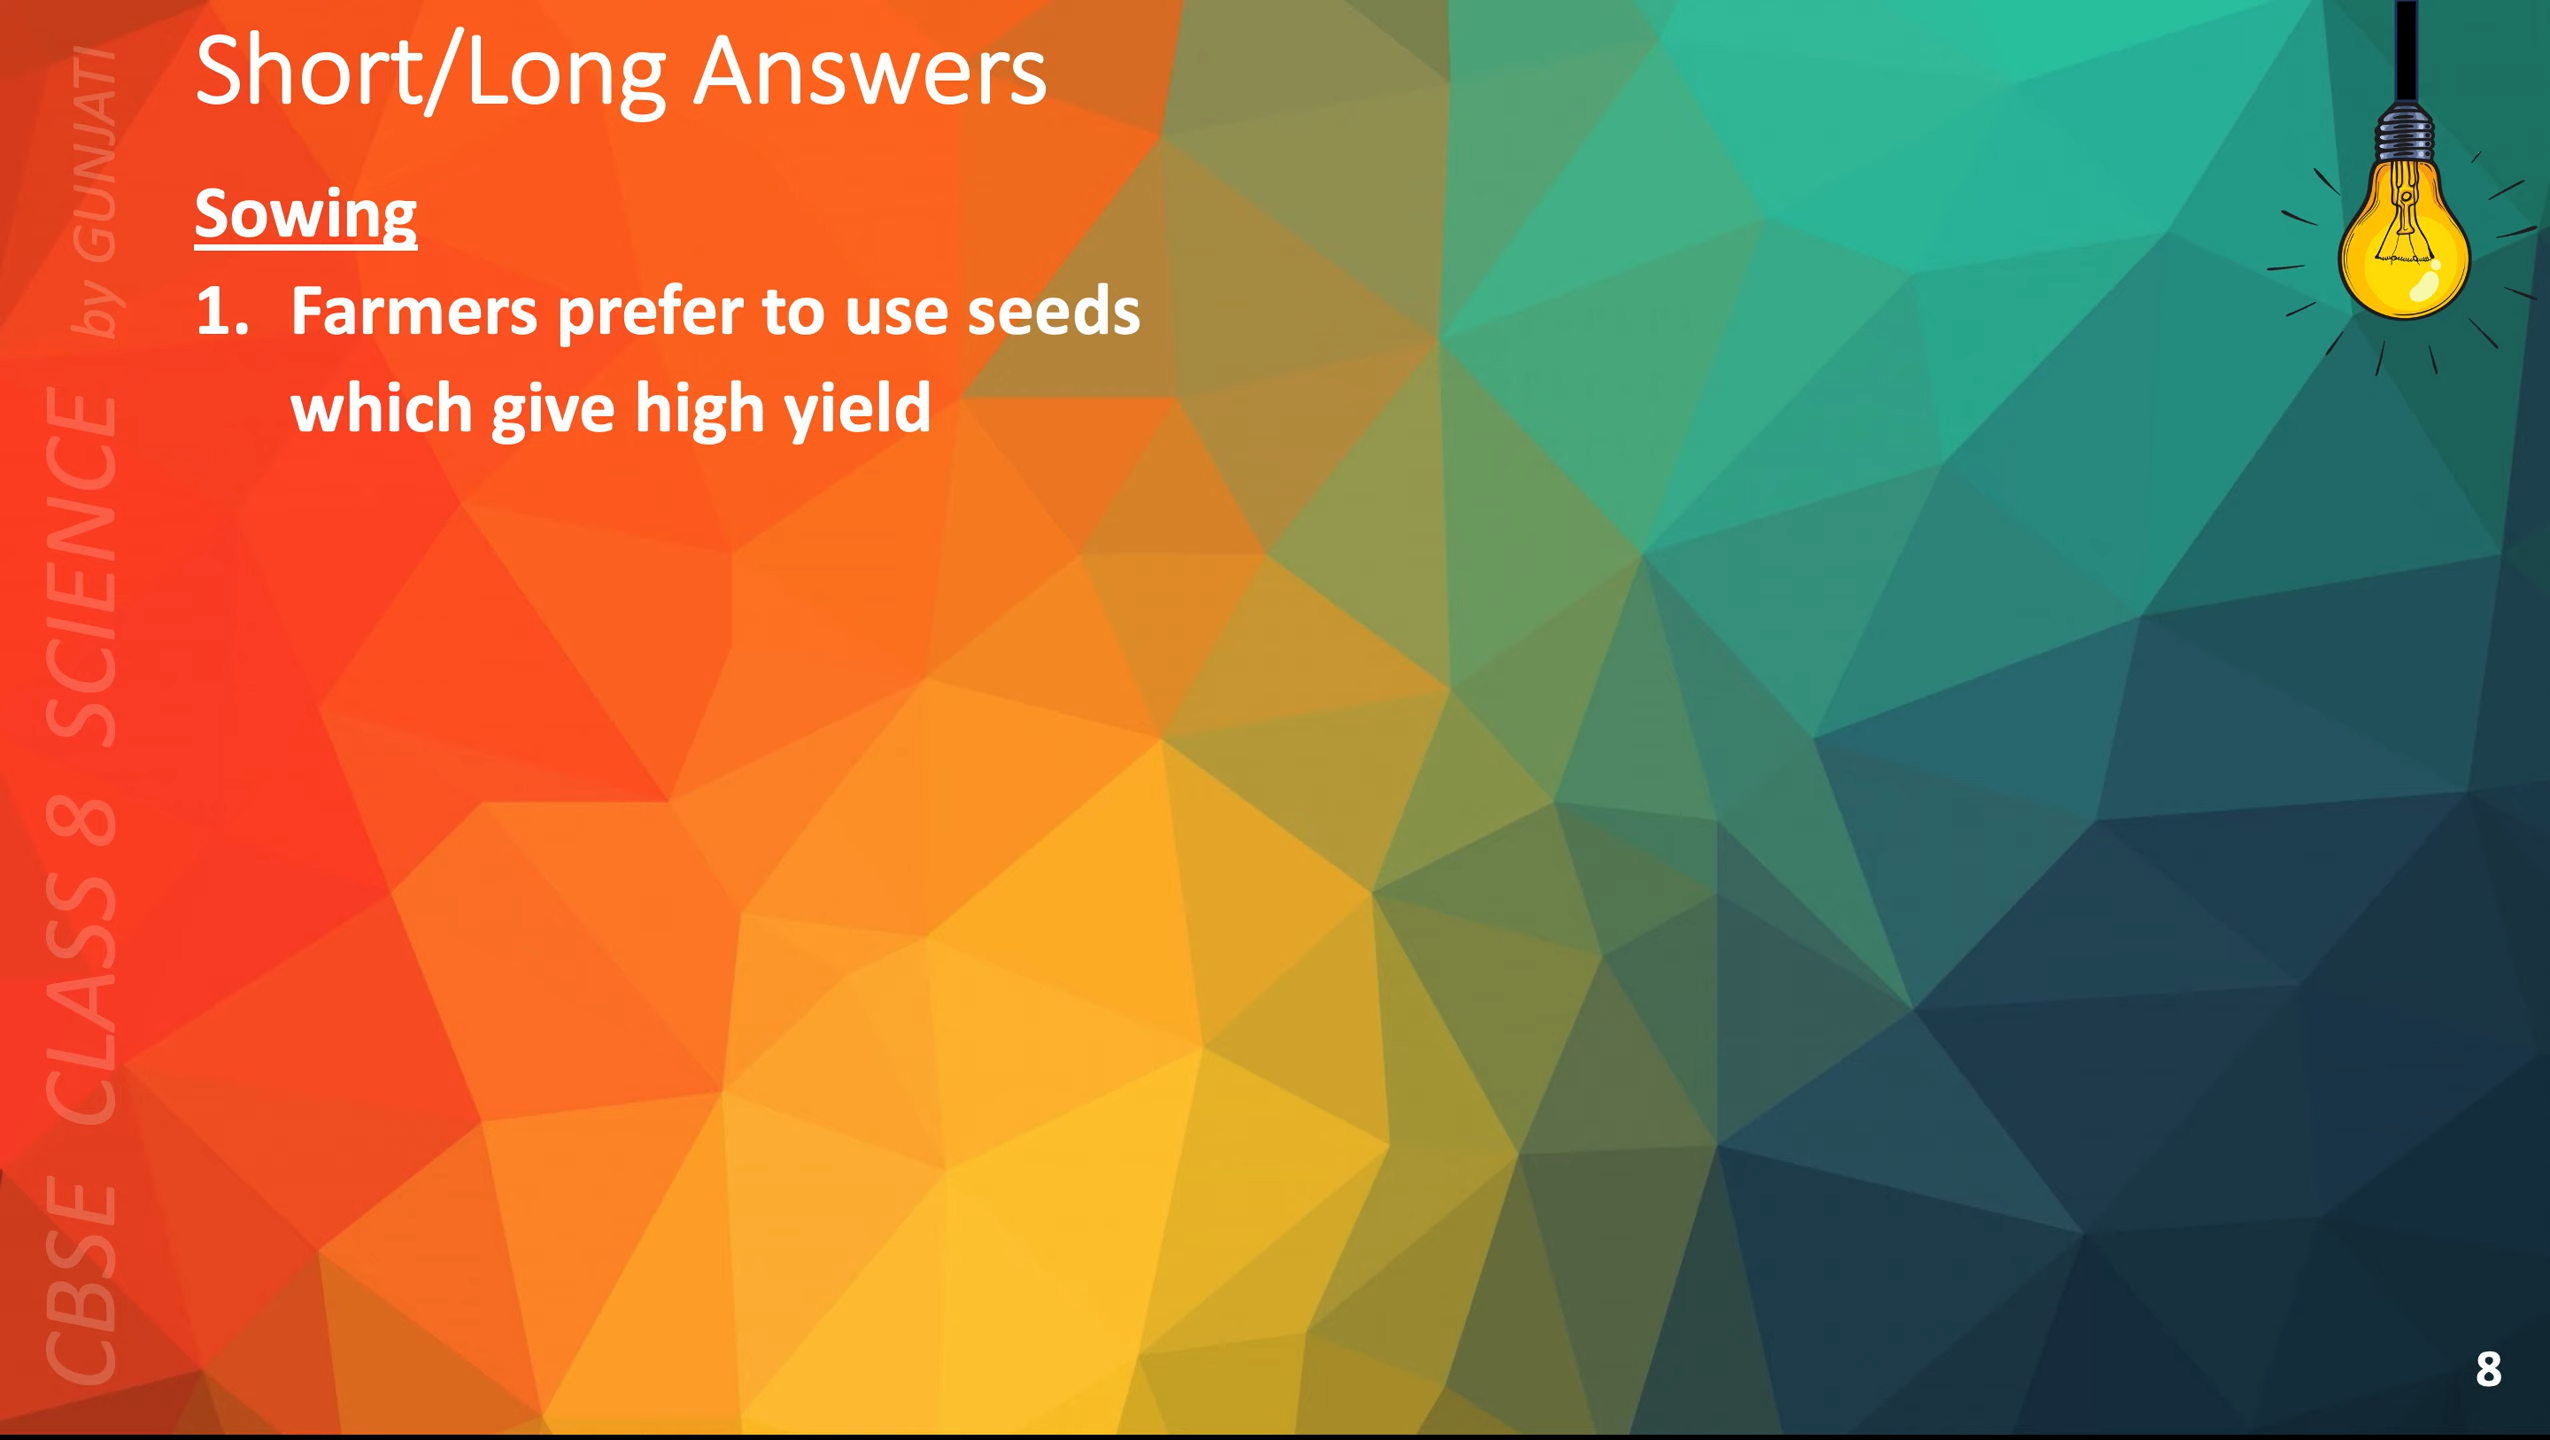 Short/Long Answers
Sowing
1. Farmers prefer to use seeds
which give high yield
CBSE CLASS 8 SCIENCE by GUNJATI
8